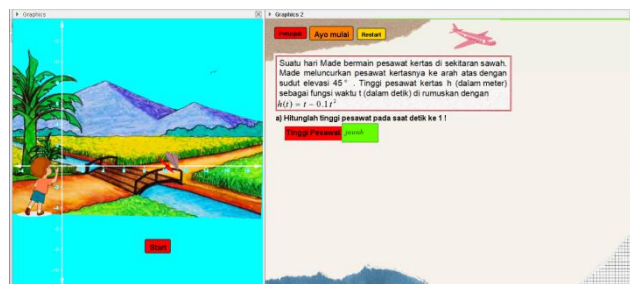 Graphics
Graphics 2
Ayo mulai
Restart
Suatu hari Made bermain pesawat kertas di sekitaran sawah.
Made meluncurkan pesawat kertasnya ke arah atas dengan
sudut elevasi 45° . Tinggi pesawat kertas h (dalam meter)
sebagai fungsi waktu t (dalam detik) di rumuskan dengan
h(t) = t − 0.1t²
a) Hitunglah tinggi pesawat pada saat detik ke 1 !
Tinggi Pesawat jawab
Start